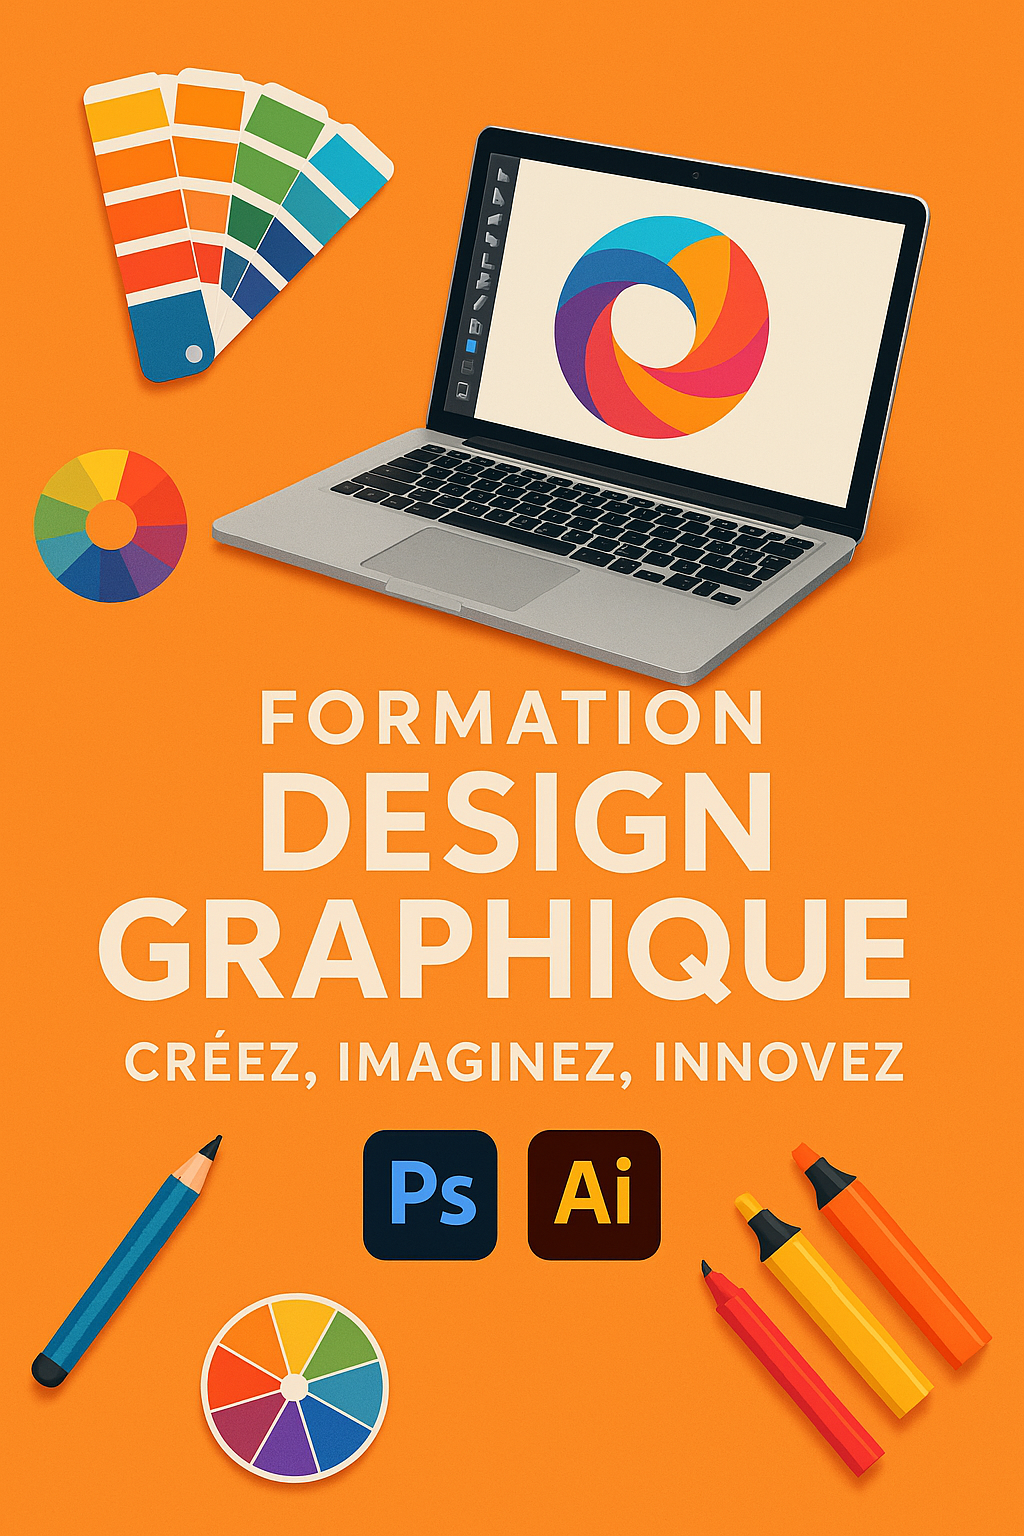 FORMATION
DESIGN
GRAPHIQUE
CRÉEZ, IMAGINEZ, INNOVEZ
Ps Ai